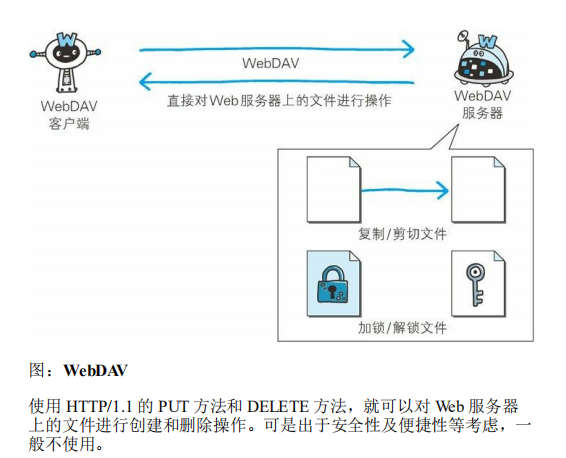 WebDAV
WebDAV
客户端
直接对Web服务器上的文件进行操作
WebDAV
服务器
复制/剪切文件
加锁/解锁文件
图：WebDAV
使用 HTTP/1.1 的 PUT 方法和 DELETE 方法，就可以对 Web 服务器
上的文件进行创建和删除操作。可是出于安全性及便捷性等考虑，一
般不使用。